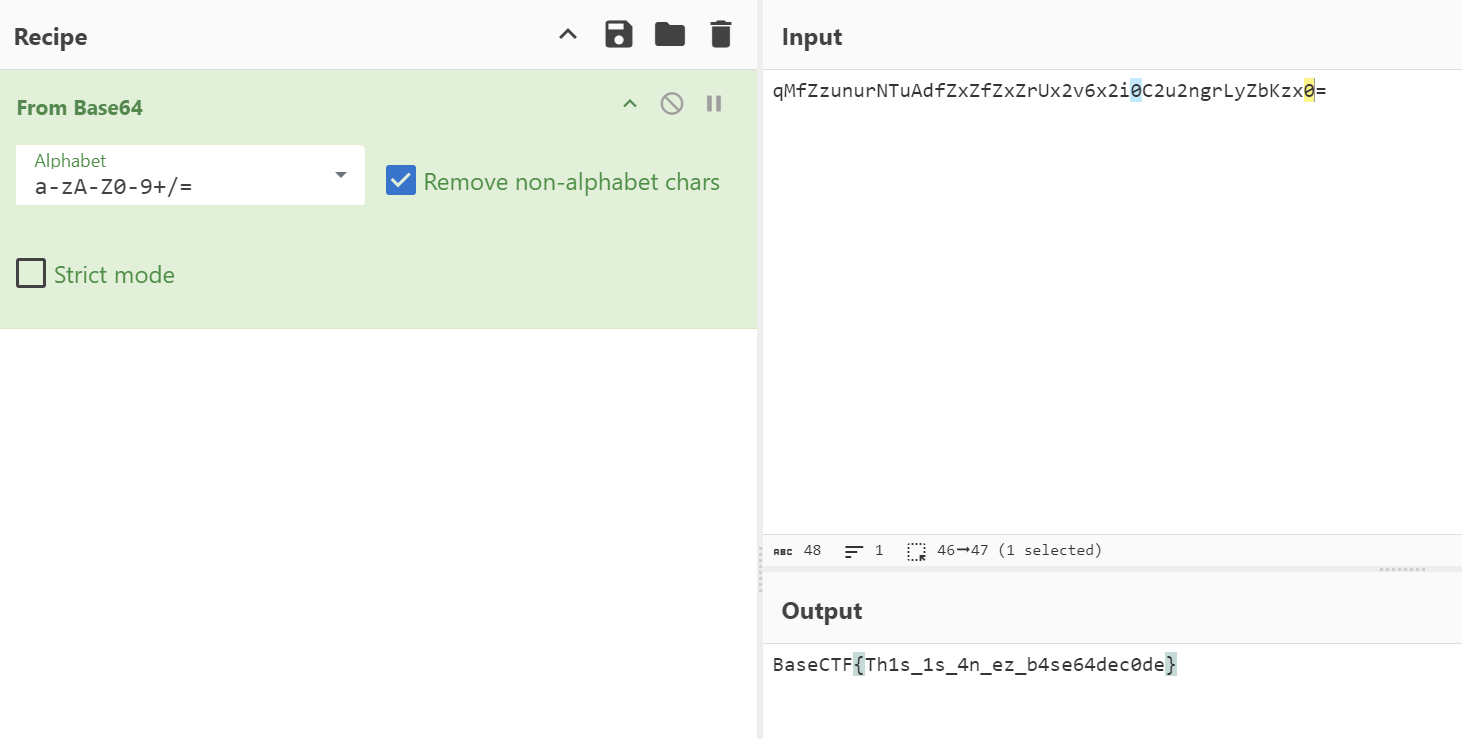 Recipe
From Base64
Alphabet
a-zA-Z0-9+/=
Remove non-alphabet chars
Strict mode
Input
qMfZzunurNTuAdfZxZfZxZrUx2v6x2i0C2u2ngrLyZbKzx0=
ABC 48 1 46→47 (1 selected)
Output
BaseCTF{Th1s_1s_4n_ez_b4se64dec0de}